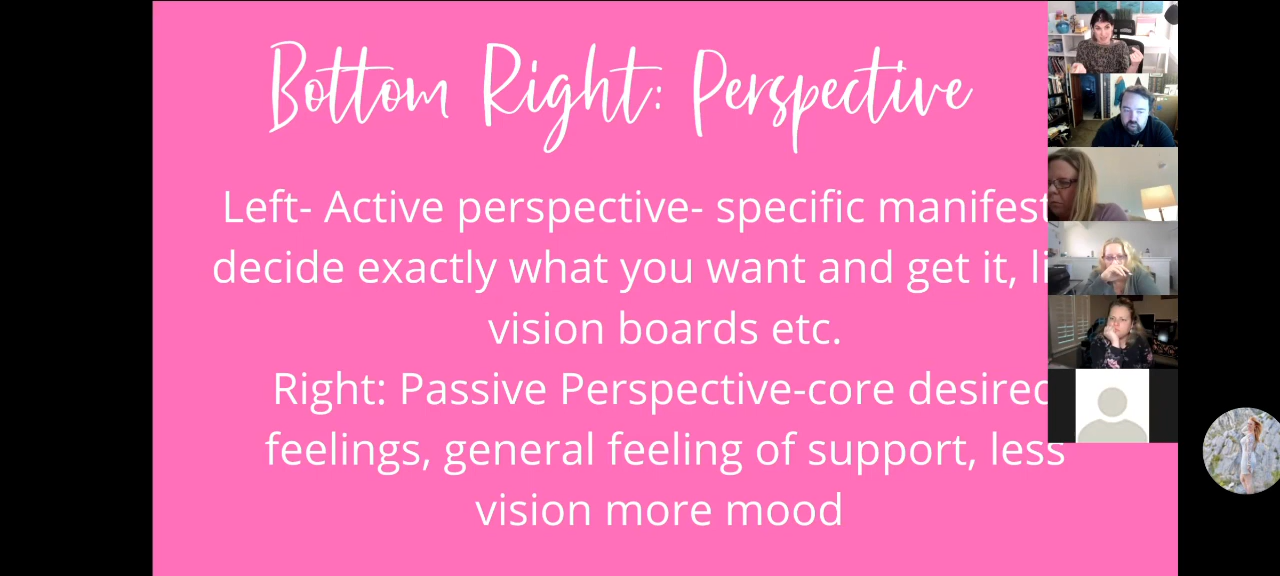 Bottom Right: Perspective
Left- Active perspective- specific
decide exactly what you want and get it,
vision boards etc.
Right: Passive Perspective-core desired
feelings, general feeling of support, less
vision more mood